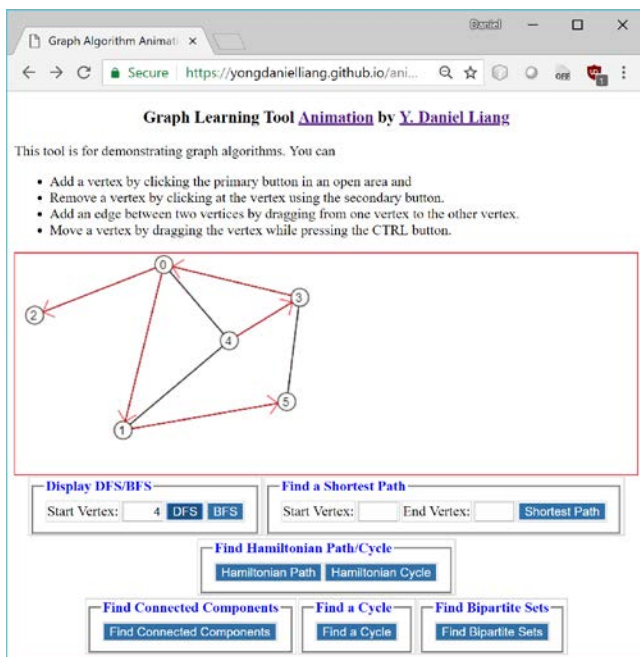 Daniel
Graph Algorithm Animati
Secure https://yongdanielliang.github.io/ani...
OFF
1
Graph Learning Tool Animation by Y. Daniel Liang
This tool is for demonstrating graph algorithms. You can
• Add a vertex by clicking the primary button in an open area and
• Remove a vertex by clicking at the vertex using the secondary button.
• Add an edge between two vertices by dragging from one vertex to the other vertex.
• Move a vertex by dragging the vertex while pressing the CTRL button.
0
3
2
4
5
1
Display DFS/BFS
Start Vertex: 4 DFS BFS
Find a Shortest Path
Start Vertex: End Vertex: Shortest Path
Find Hamiltonian Path/Cycle
Hamiltonian Path Hamiltonian Cycle
Find Connected Components
Find Connected Components
Find a Cycle
Find a Cycle
Find Bipartite Sets
Find Bipartite Sets